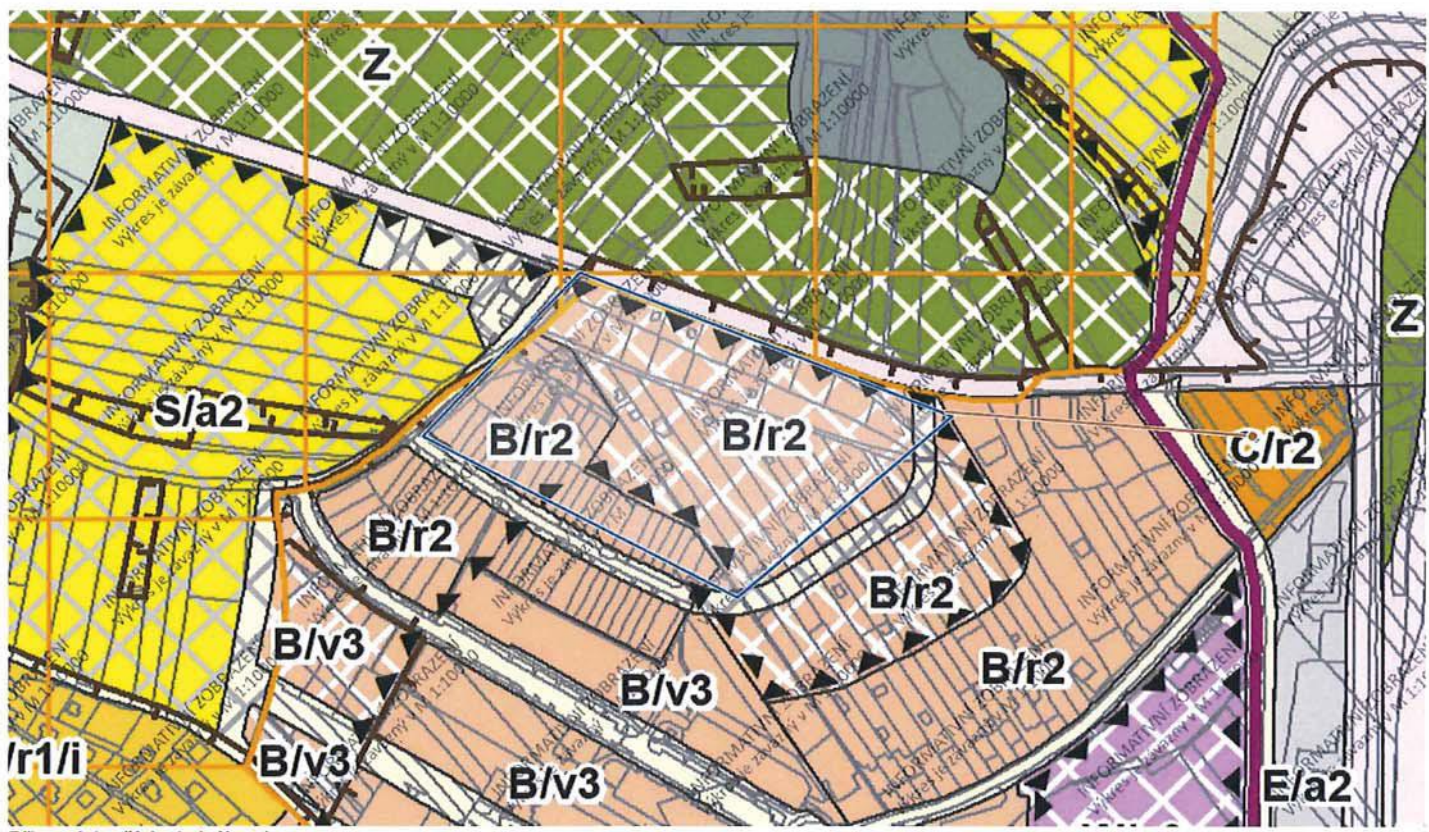 Z
INFORMATIVNÍ ZOBRAZENÍ
Výkres je závazný v M 1:10000
Z
S/a2
B/r2
B/r2
C/r2
B/r2
B/r2
B/v3
B/r2
B/v3
/r1/i
B/v3
B/v3
E/a2